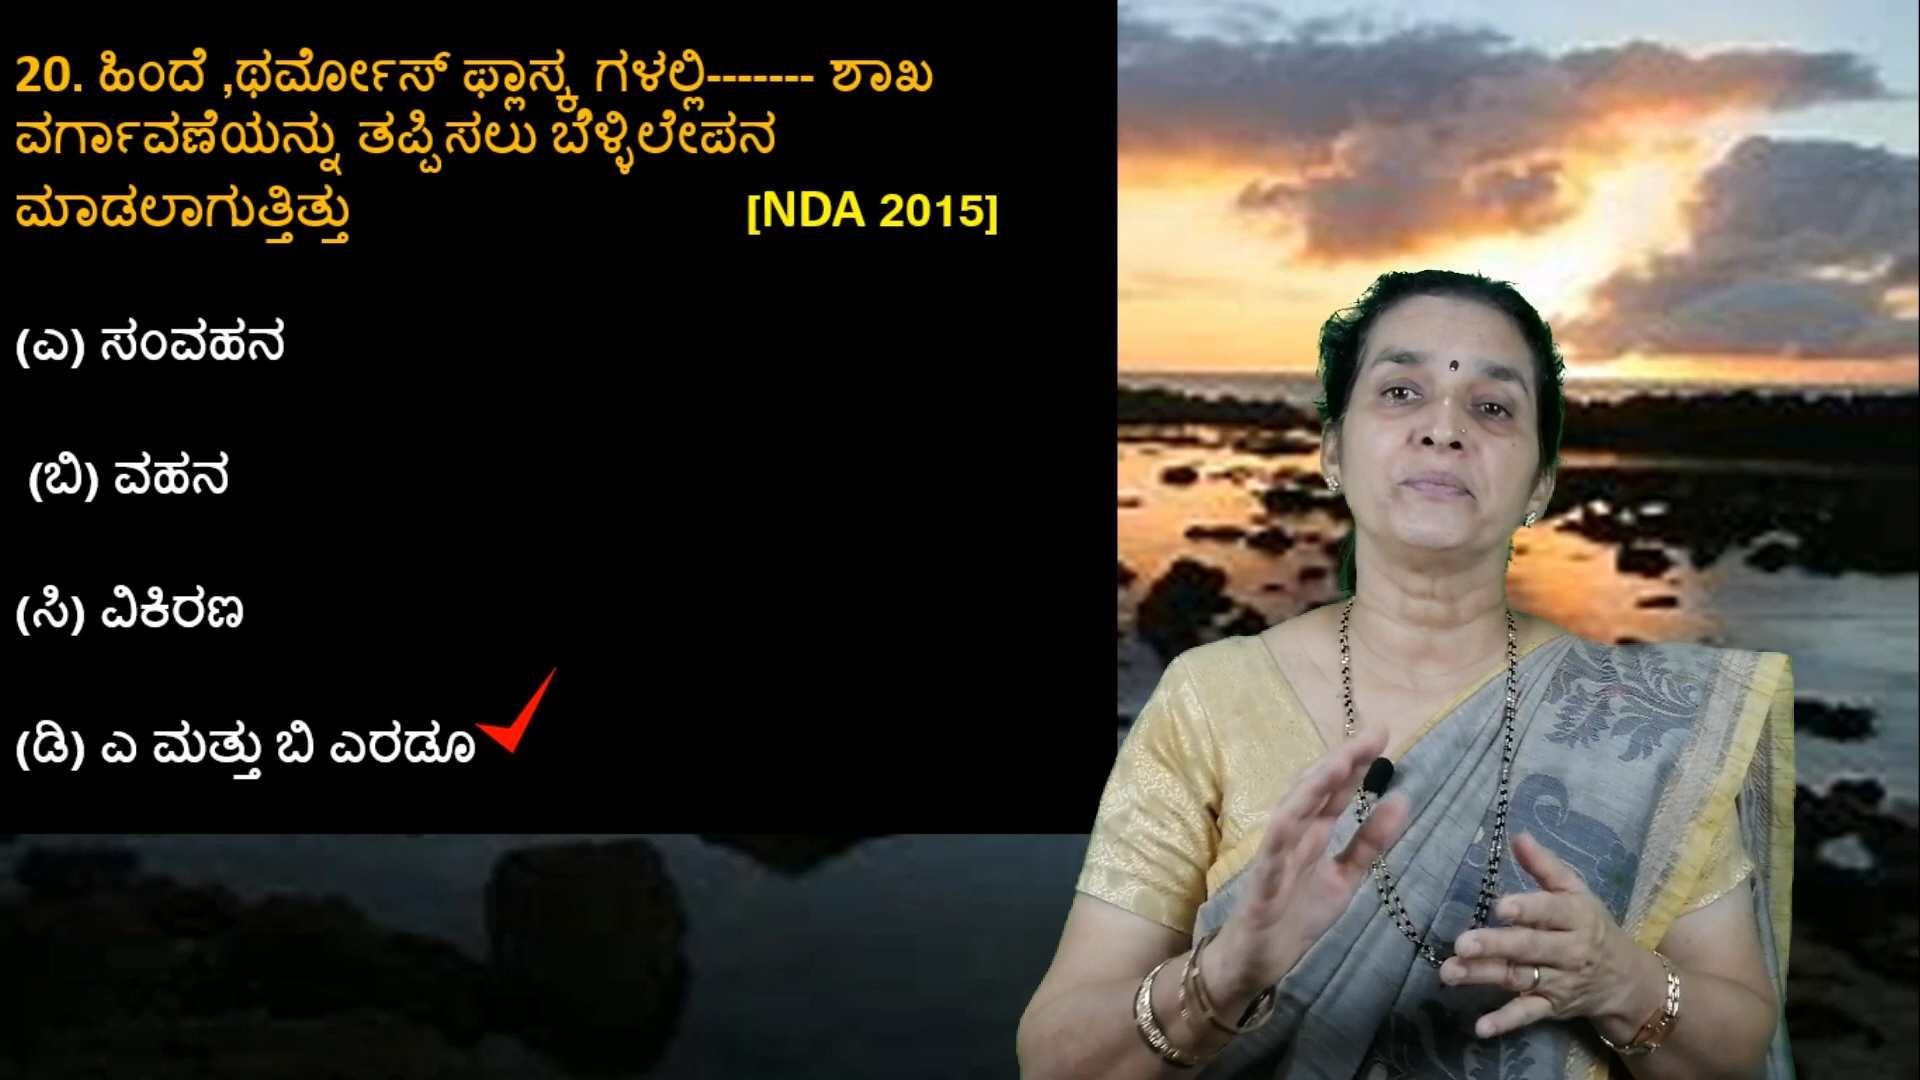 20. ಹಿಂದೆ ,ಥರ್ಮೋಸ್ ಫ್ಲಾಸ್ಕ ಗಳಲ್ಲಿ------- ಶಾಖ
ವರ್ಗಾವಣೆಯನ್ನು ತಪ್ಪಿಸಲು ಬೆಳ್ಳಿಲೇಪನ
ಮಾಡಲಾಗುತ್ತಿತ್ತು [NDA 2015]
(ಎ) ಸಂವಹನ
(ಬಿ) ವಹನ
(ಸಿ) ವಿಕಿರಣ
(ಡಿ) ಎ ಮತ್ತು ಬಿ ಎರಡೂ